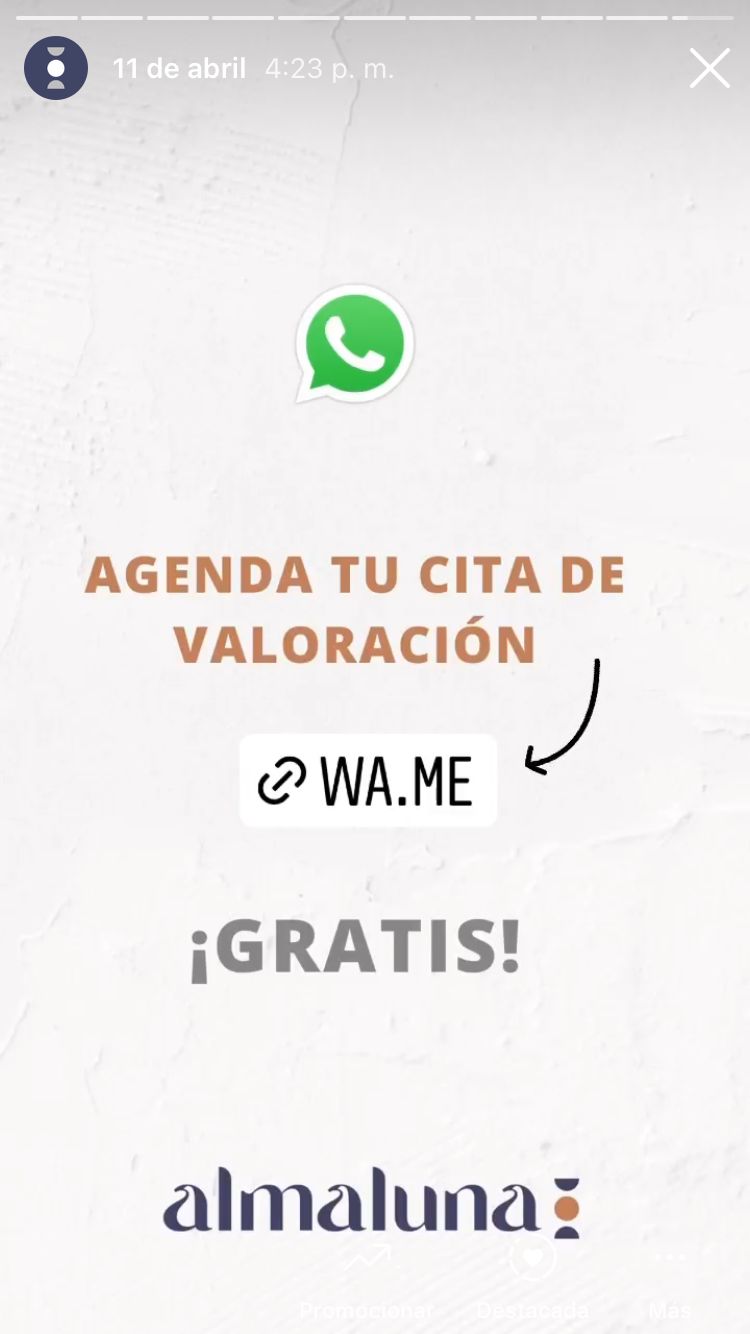 11 de abril 4:23 p. m.
AGENDA TU CITA DE
VALORACIÓN
WA.ME
¡GRATIS!
almaluna
Promocionar Destacada Más